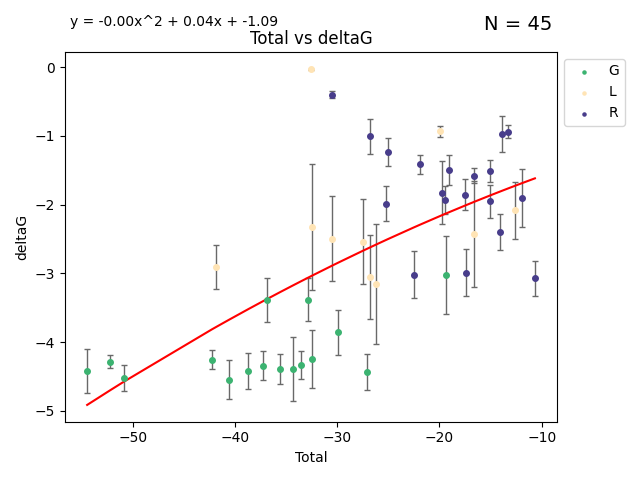 y = -0.00x^2 + 0.04x + -1.09
N = 45
Total vs deltaG
G
L
R
deltaG
0
−1
−2
−3
−4
−5
−50
−40
−30
−20
−10
Total